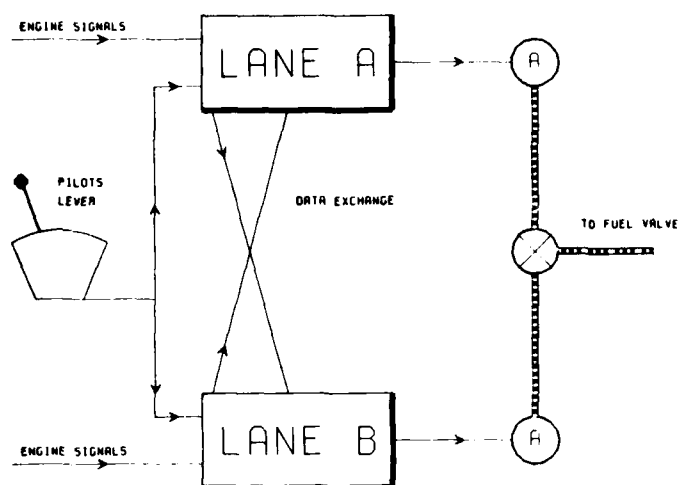 ENGINE SIGNALS
LANE A
A
PILOTS
LEVER
DATA EXCHANGE
TO FUEL VALVE
ENGINE SIGNALS
LANE B
A